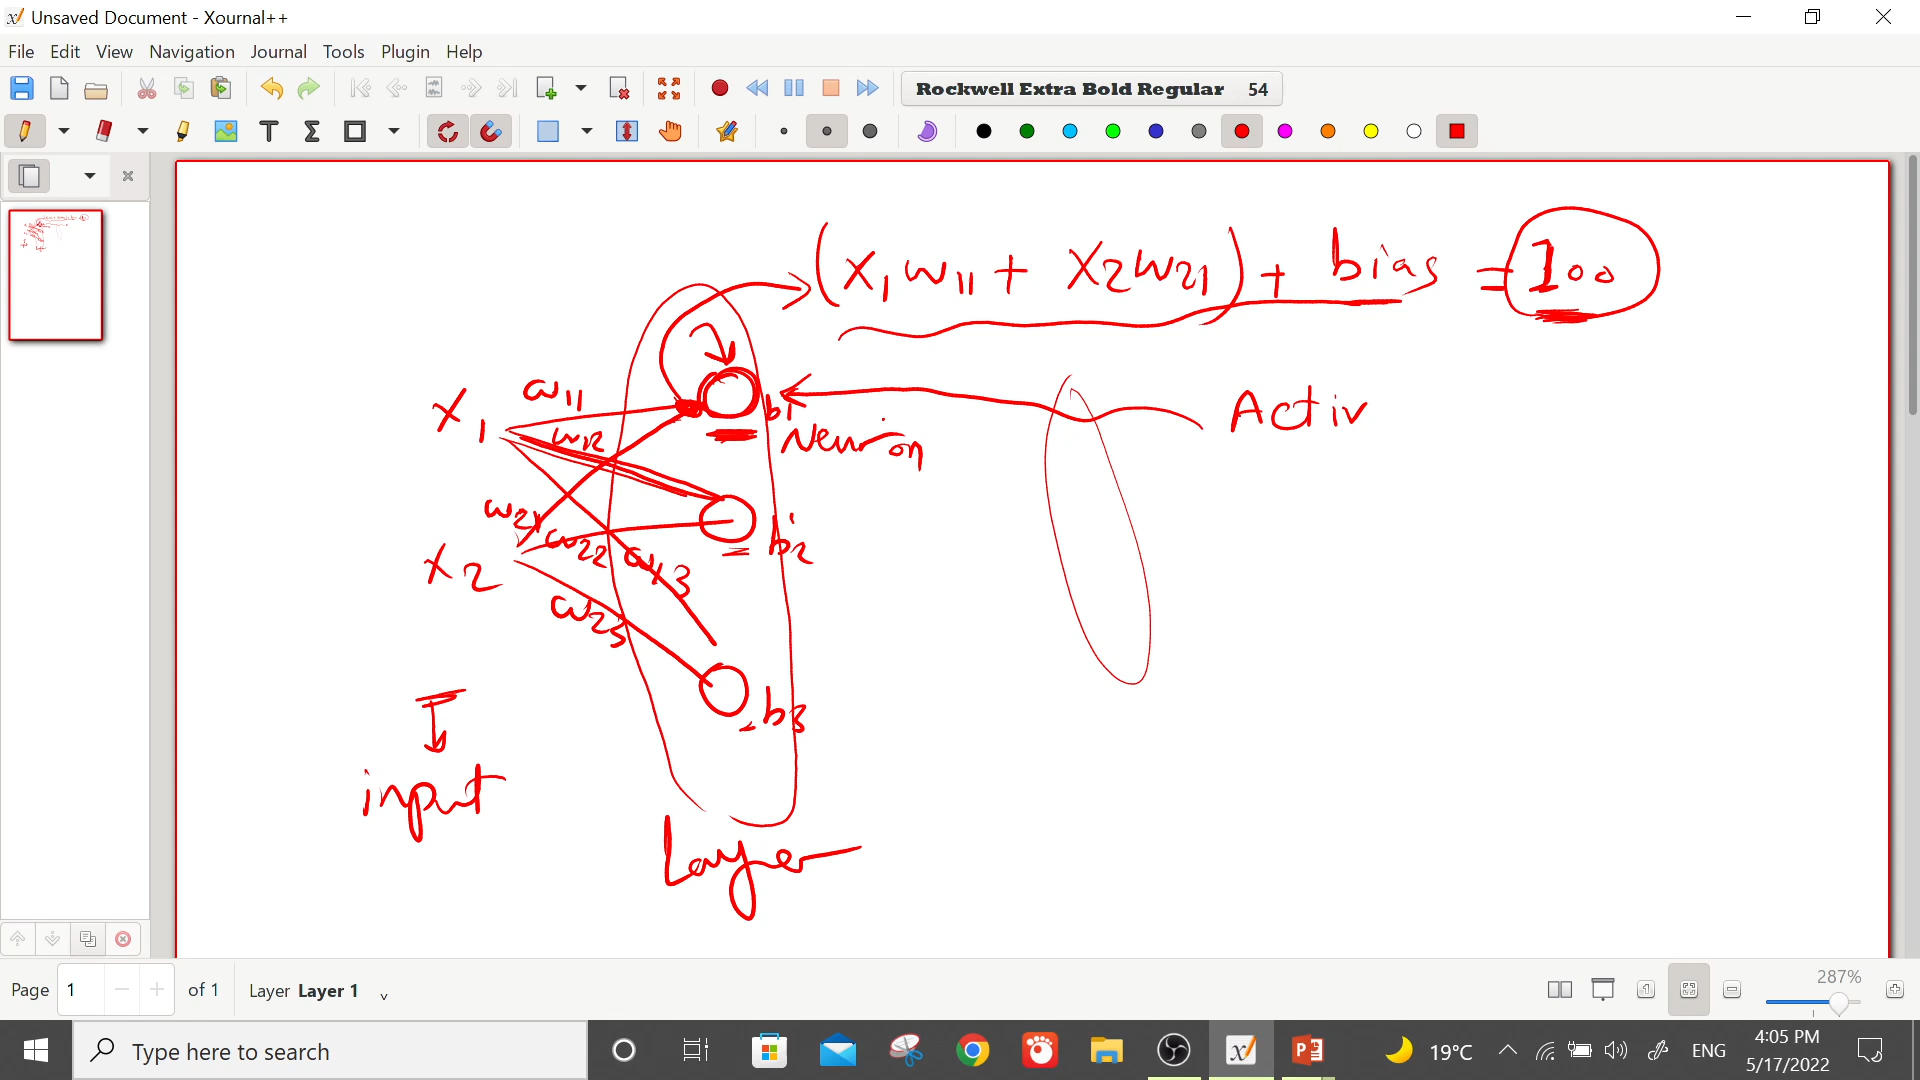 Unsaved Document - Xournal++
File Edit View Navigation Journal Tools Plugin Help
Rockwell Extra Bold Regular 54
(x1w11 + x2w21) + bias = 100
x1 w11
w12
b1
Neuron
Activ
w21
w22
w13
b2
x2
w23
b3
input
Layer
Page 1 of 1 Layer Layer 1
287%
Type here to search
19°C
ENG
4:05 PM
5/17/2022